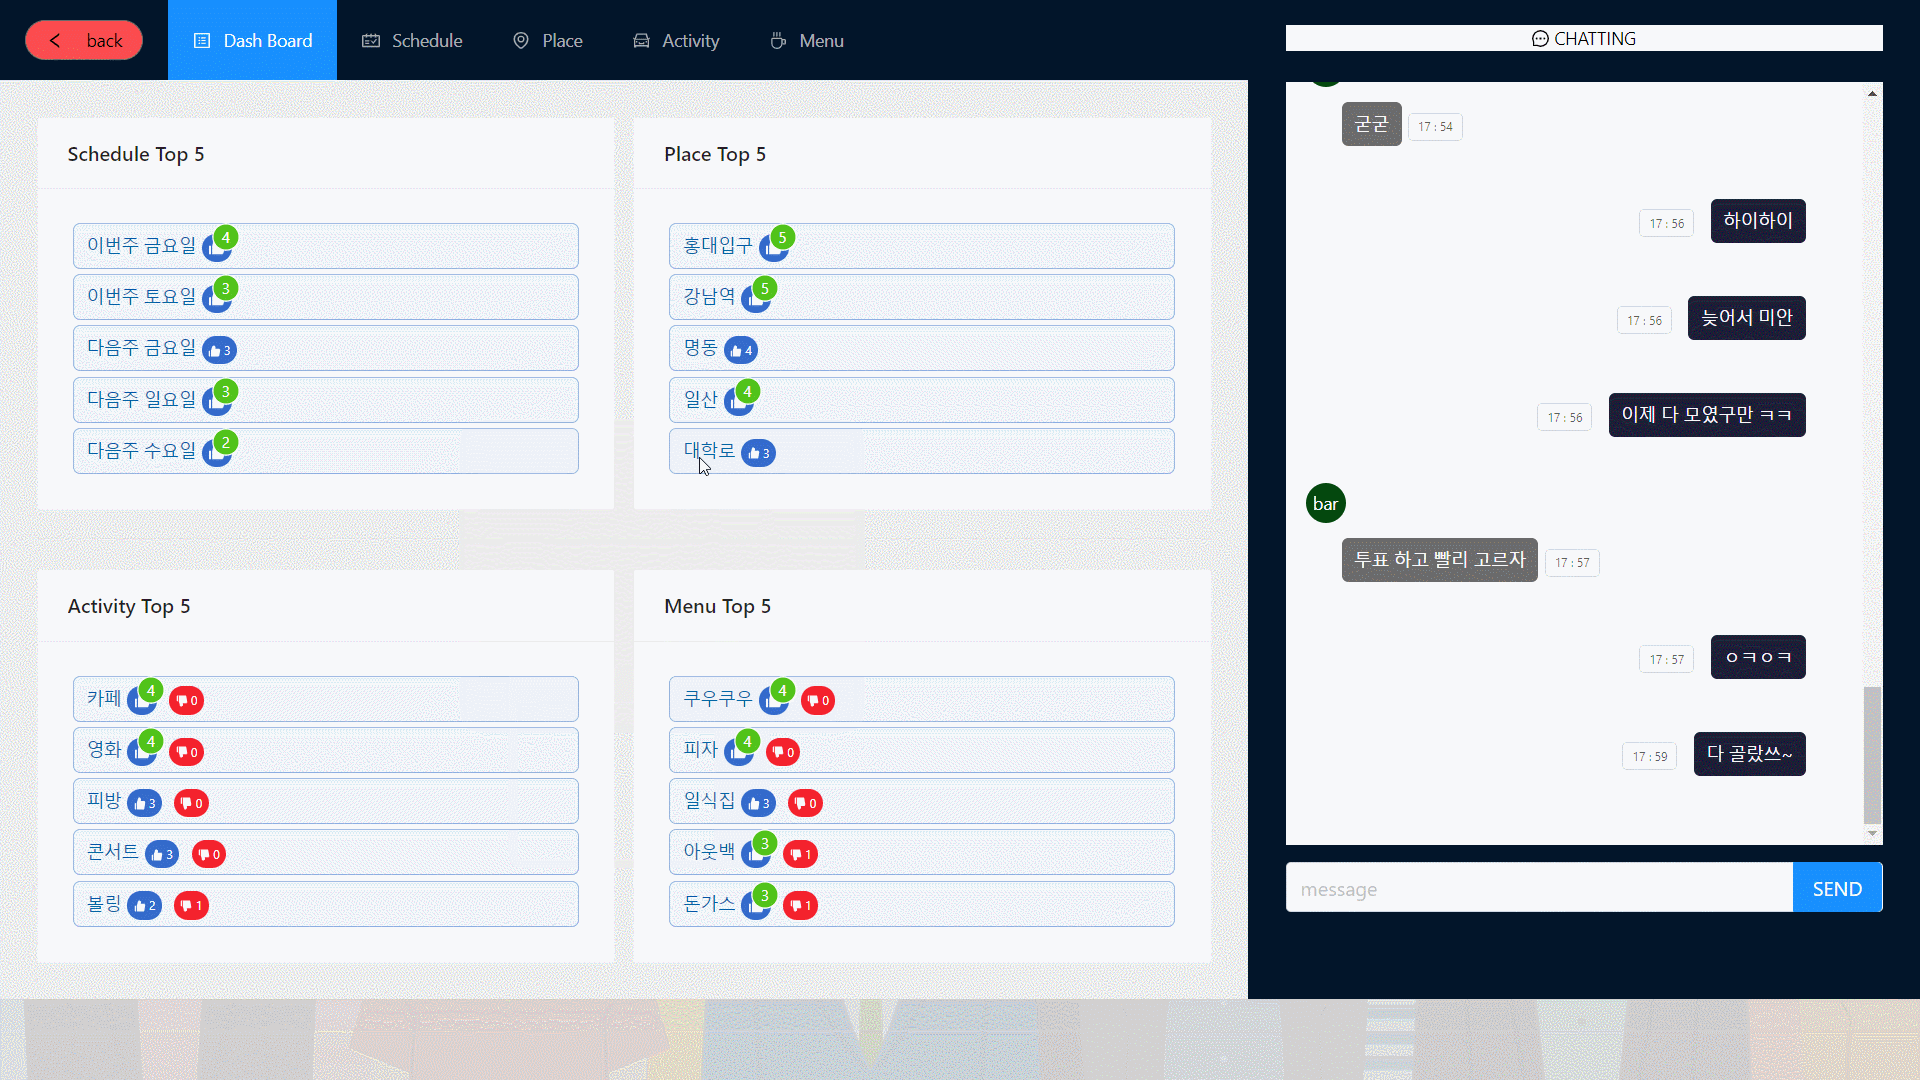 back
Dash Board
Schedule
Place
Activity
Menu
CHATTING
Schedule Top 5
이번주 금요일 4
이번주 토요일 3
다음주 금요일 3
다음주 일요일 3
다음주 수요일 2
Place Top 5
홍대입구 5
강남역 5
명동 4
일산 4
대학로 3
Activity Top 5
카페 4 0
영화 4 0
피방 3 0
콘서트 3 0
볼링 2 1
Menu Top 5
쿠우쿠우 4 0
피자 4 0
일식집 3 0
아웃백 3 1
돈가스 3 1
굳굳 17 : 54
17 : 56 하이하이
17 : 56 늦어서 미안
17 : 56 이제 다 모였구만 ㅋㅋ
bar
투표 하고 빨리 고르자 17 : 57
17 : 57 ㅇㅋㅇㅋ
17 : 59 다 골랐쓰~
message
SEND